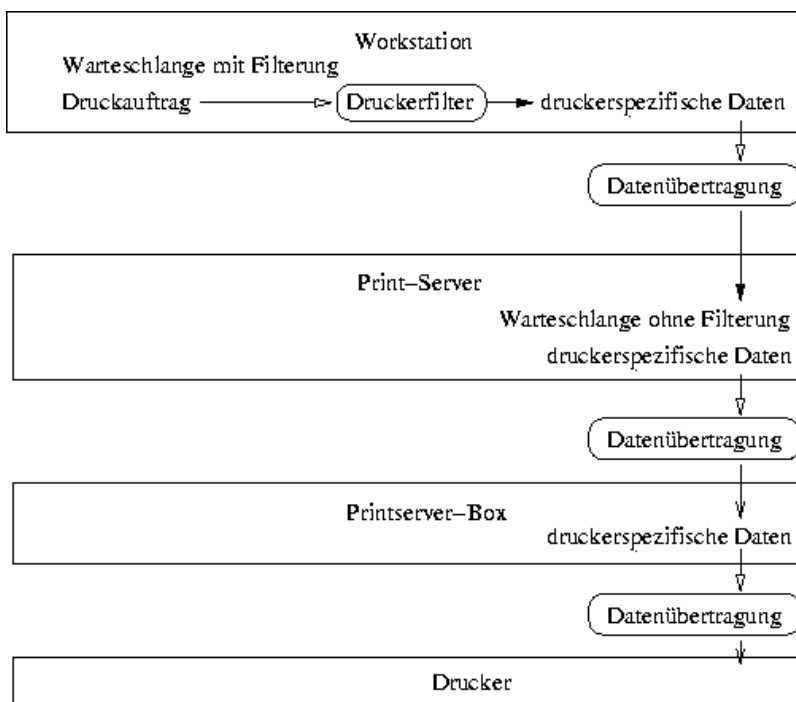 Workstation
Warteschlange mit Filterung
Druckauftrag Druckerfilter druckerspezifische Daten
Datenübertragung
Print–Server
Warteschlange ohne Filterung
druckerspezifische Daten
Datenübertragung
Printserver–Box
druckerspezifische Daten
Datenübertragung
Drucker